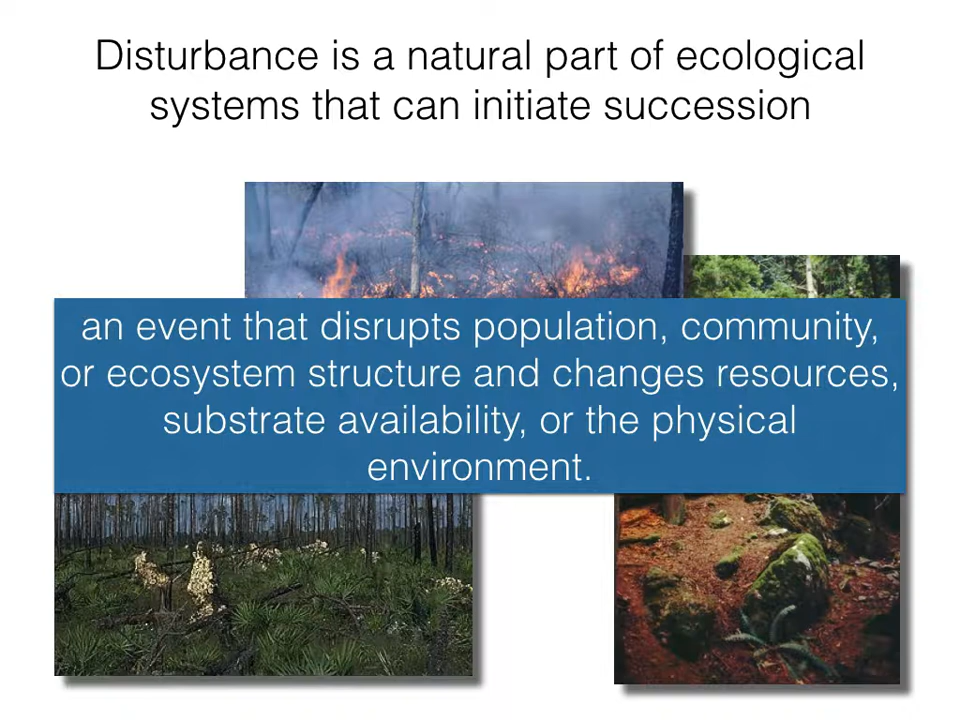 Disturbance is a natural part of ecological
systems that can initiate succession
an event that disrupts population, community,
or ecosystem structure and changes resources,
substrate availability, or the physical
environment.